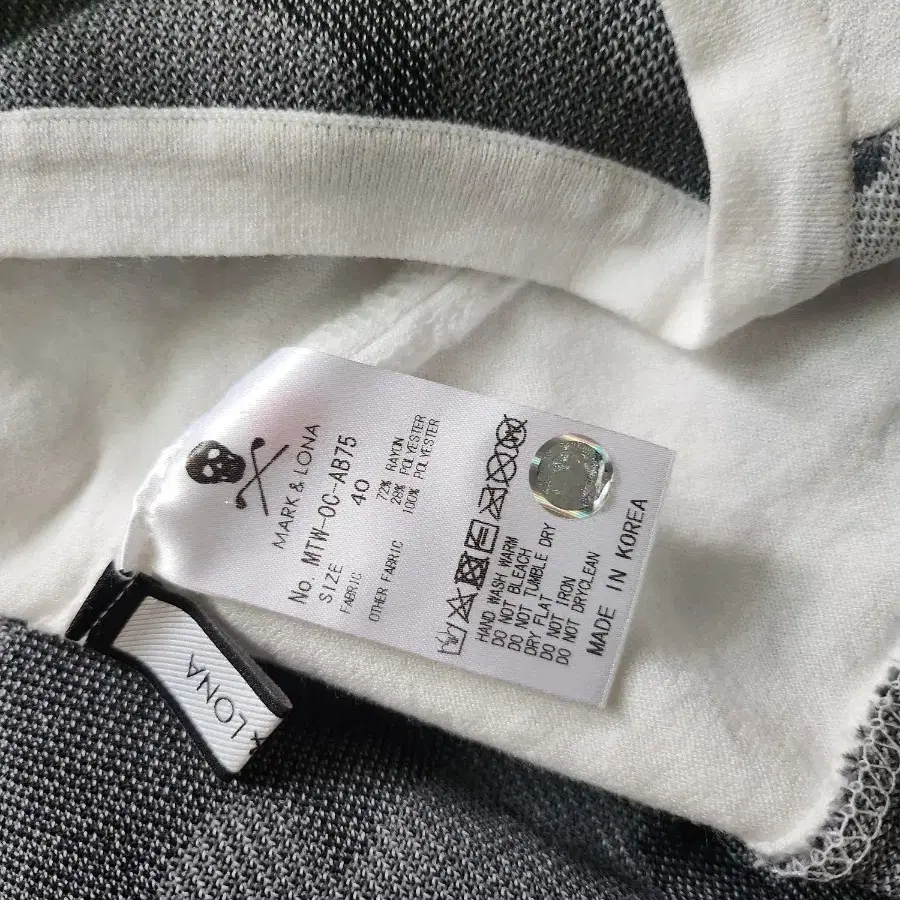 MARK & LONA
No. MTW-0C-AB75
SIZE 40
FABRIC 72% RAYON
28% POLYESTER
OTHER FABRIC 100% POLYESTER
HAND WASH WARM
DO NOT BLEACH
DO NOT TUMBLE DRY
DRY FLAT
DO NOT IRON
DO NOT DRYCLEAN
MADE IN KOREA
LONA